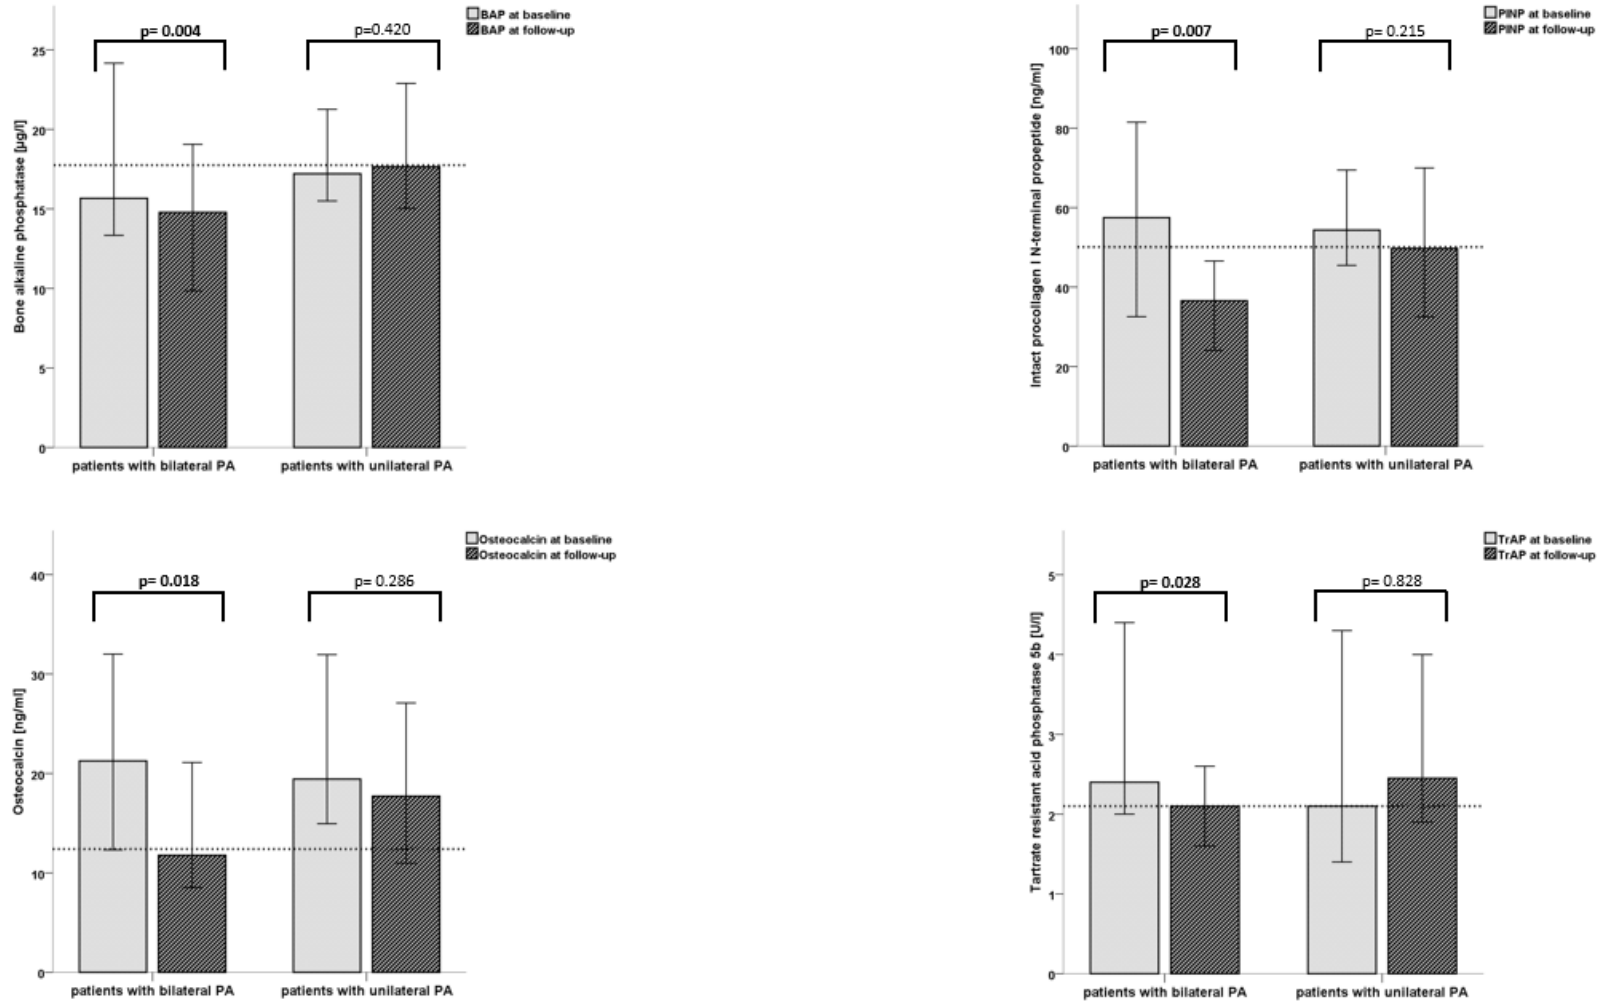 BAP at baseline
BAP at follow-up
p= 0.004
p=0.420
Bone alkaline phosphatase [µg/l]
25
20
15
10
5
0
patients with bilateral PA
patients with unilateral PA
PINP at baseline
PINP at follow-up
p= 0.007
p= 0.215
Intact procollagen I N-terminal propeptide [ng/ml]
100
80
60
40
20
0
patients with bilateral PA
patients with unilateral PA
Osteocalcin at baseline
Osteocalcin at follow-up
p= 0.018
p= 0.286
Osteocalcin [ng/ml]
40
30
20
10
0
patients with bilateral PA
patients with unilateral PA
TrAP at baseline
TrAP at follow-up
p= 0.028
p= 0.828
Tartrate resistant acid phosphatase 5b [U/l]
5
4
3
2
1
0
patients with bilateral PA
patients with unilateral PA